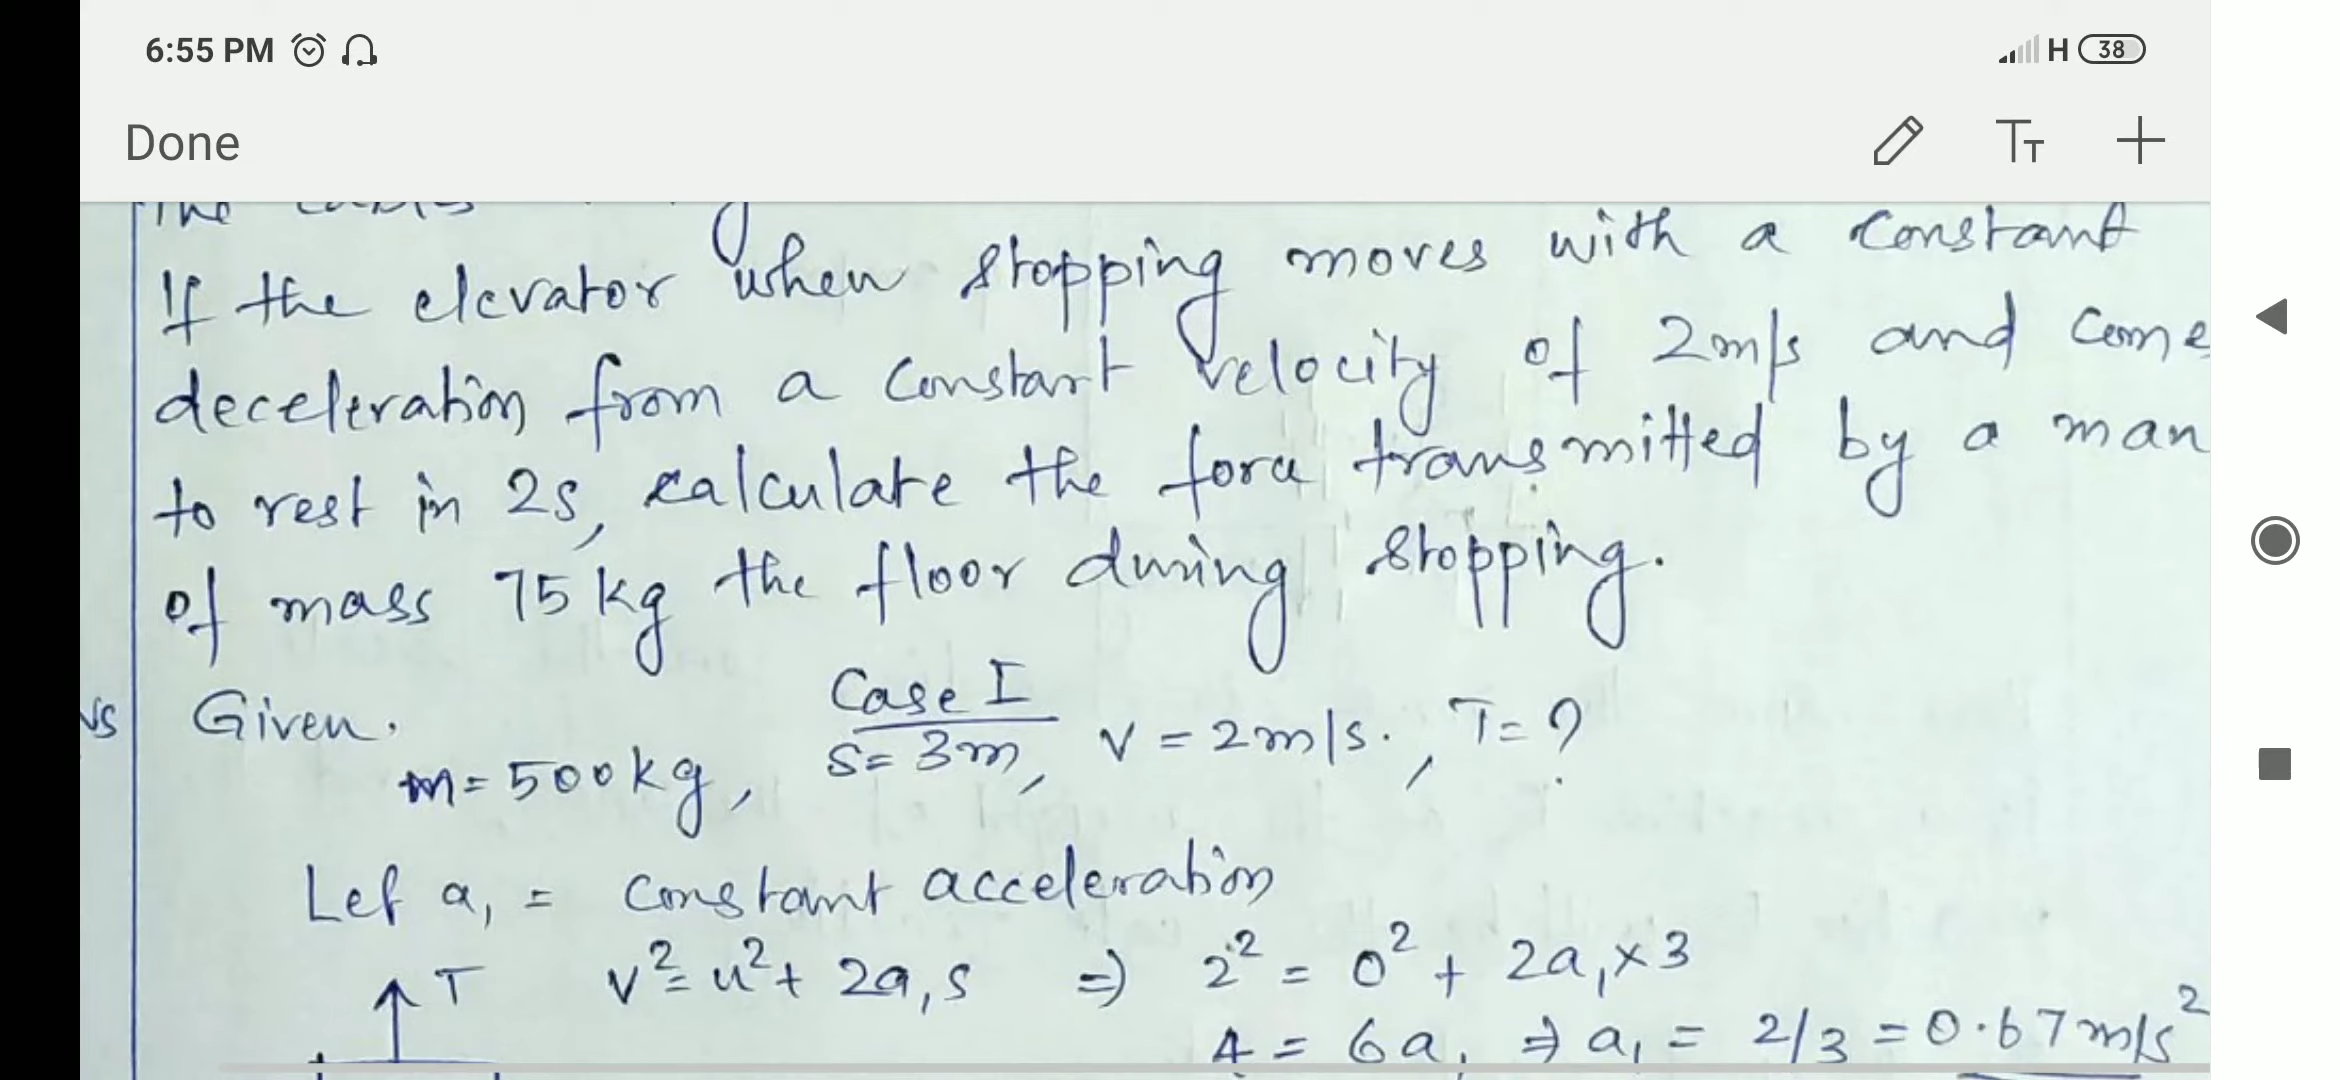 6:55 PM H 38
Done
If the elevator when stopping moves with a constant
deceleration from a constant velocity of 2m/s and come
to rest in 2s, calculate the force transmitted by a man
of mass 75kg the floor during stopping.
Given.
Case I
m= 500kg, s= 3m, v = 2m/s., T= ?
Let a₁ = constant acceleration
T v²= u²+ 2a₁s ⇒ 2² = 0² + 2a₁×3
4 = 6a₁ ⇒ a₁ = 2/3 = 0.67m/s²